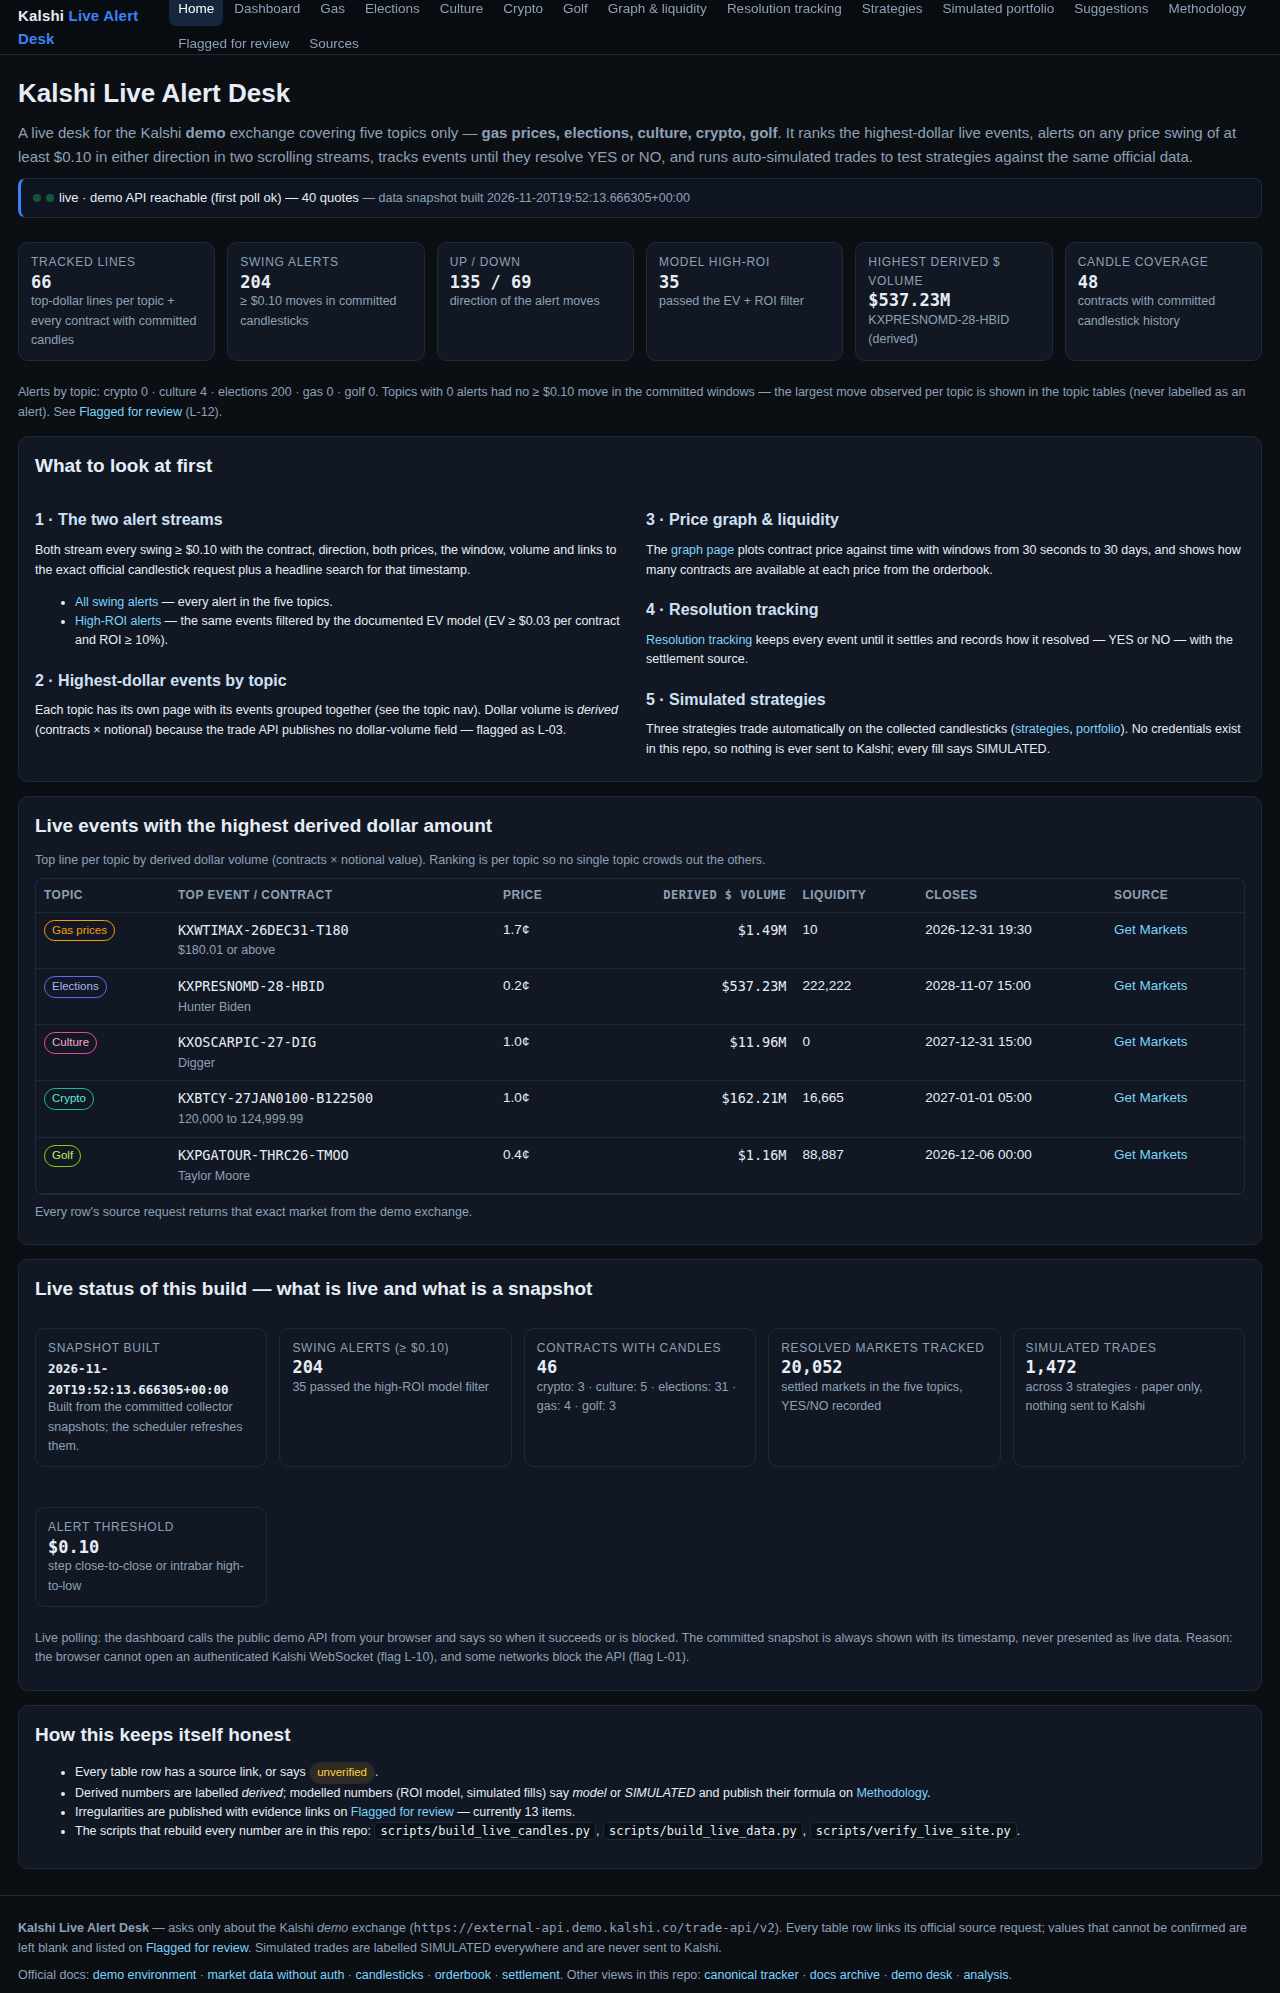 Kalshi Live Alert Desk
Home Dashboard Gas Elections Culture Crypto Golf Graph & liquidity Resolution tracking Strategies Simulated portfolio Suggestions Methodology
Flagged for review Sources
Kalshi Live Alert Desk
A live desk for the Kalshi demo exchange covering five topics only — gas prices, elections, culture, crypto, golf. It ranks the highest-dollar live events, alerts on any price swing of at
least $0.10 in either direction in two scrolling streams, tracks events until they resolve YES or NO, and runs auto-simulated trades to test strategies against the same official data.
live · demo API reachable (first poll ok) — 40 quotes — data snapshot built 2026-11-20T19:52:13.666305+00:00
TRACKED LINES
66
top-dollar lines per topic +
every contract with committed
candles
SWING ALERTS
204
≥ $0.10 moves in committed
candlesticks
UP / DOWN
135 / 69
direction of the alert moves
MODEL HIGH-ROI
35
passed the EV + ROI filter
HIGHEST DERIVED $
VOLUME
$537.23M
KXPRESNOMD-28-HBID
(derived)
CANDLE COVERAGE
48
contracts with committed
candlestick history
Alerts by topic: crypto 0 · culture 4 · elections 200 · gas 0 · golf 0. Topics with 0 alerts had no ≥ $0.10 move in the committed windows — the largest move observed per topic is shown in the topic tables (never labelled as an
alert). See Flagged for review (L-12).
What to look at first
1 · The two alert streams
Both stream every swing ≥ $0.10 with the contract, direction, both prices, the window, volume and links to
the exact official candlestick request plus a headline search for that timestamp.
• All swing alerts — every alert in the five topics.
• High-ROI alerts — the same events filtered by the documented EV model (EV ≥ $0.03 per contract
and ROI ≥ 10%).
2 · Highest-dollar events by topic
Each topic has its own page with its events grouped together (see the topic nav). Dollar volume is derived
(contracts × notional) because the trade API publishes no dollar-volume field — flagged as L-03.
3 · Price graph & liquidity
The graph page plots contract price against time with windows from 30 seconds to 30 days, and shows how
many contracts are available at each price from the orderbook.
4 · Resolution tracking
Resolution tracking keeps every event until it settles and records how it resolved — YES or NO — with the
settlement source.
5 · Simulated strategies
Three strategies trade automatically on the collected candlesticks (strategies, portfolio). No credentials exist
in this repo, so nothing is ever sent to Kalshi; every fill says SIMULATED.
Live events with the highest derived dollar amount
Top line per topic by derived dollar volume (contracts × notional value). Ranking is per topic so no single topic crowds out the others.
TOPIC TOP EVENT / CONTRACT PRICE DERIVED $ VOLUME LIQUIDITY CLOSES SOURCE
Gas prices KXWTIMAX-26DEC31-T180 1.7¢ $1.49M 10 2026-12-31 19:30 Get Markets
$180.01 or above
Elections KXPRESNOMD-28-HBID 0.2¢ $537.23M 222,222 2028-11-07 15:00 Get Markets
Hunter Biden
Culture KXOSCARPIC-27-DIG 1.0¢ $11.96M 0 2027-12-31 15:00 Get Markets
Digger
Crypto KXBTCY-27JAN0100-B122500 1.0¢ $162.21M 16,665 2027-01-01 05:00 Get Markets
120,000 to 124,999.99
Golf KXPGATOUR-THRC26-TMOO 0.4¢ $1.16M 88,887 2026-12-06 00:00 Get Markets
Taylor Moore
Every row's source request returns that exact market from the demo exchange.
Live status of this build — what is live and what is a snapshot
SNAPSHOT BUILT
2026-11-
20T19:52:13.666305+00:00
Built from the committed collector
snapshots; the scheduler refreshes
them.
SWING ALERTS (≥ $0.10)
204
35 passed the high-ROI model filter
CONTRACTS WITH CANDLES
46
crypto: 3 · culture: 5 · elections: 31 ·
gas: 4 · golf: 3
RESOLVED MARKETS TRACKED
20,052
settled markets in the five topics,
YES/NO recorded
SIMULATED TRADES
1,472
across 3 strategies · paper only,
nothing sent to Kalshi
ALERT THRESHOLD
$0.10
step close-to-close or intrabar high-
to-low
Live polling: the dashboard calls the public demo API from your browser and says so when it succeeds or is blocked. The committed snapshot is always shown with its timestamp, never presented as live data. Reason:
the browser cannot open an authenticated Kalshi WebSocket (flag L-10), and some networks block the API (flag L-01).
How this keeps itself honest
• Every table row has a source link, or says unverified.
• Derived numbers are labelled derived; modelled numbers (ROI model, simulated fills) say model or SIMULATED and publish their formula on Methodology.
• Irregularities are published with evidence links on Flagged for review — currently 13 items.
• The scripts that rebuild every number are in this repo: scripts/build_live_candles.py, scripts/build_live_data.py, scripts/verify_live_site.py.
Kalshi Live Alert Desk — asks only about the Kalshi demo exchange (https://external-api.demo.kalshi.co/trade-api/v2). Every table row links its official source request; values that cannot be confirmed are
left blank and listed on Flagged for review. Simulated trades are labelled SIMULATED everywhere and are never sent to Kalshi.
Official docs: demo environment · market data without auth · candlesticks · orderbook · settlement. Other views in this repo: canonical tracker · docs archive · demo desk · analysis.